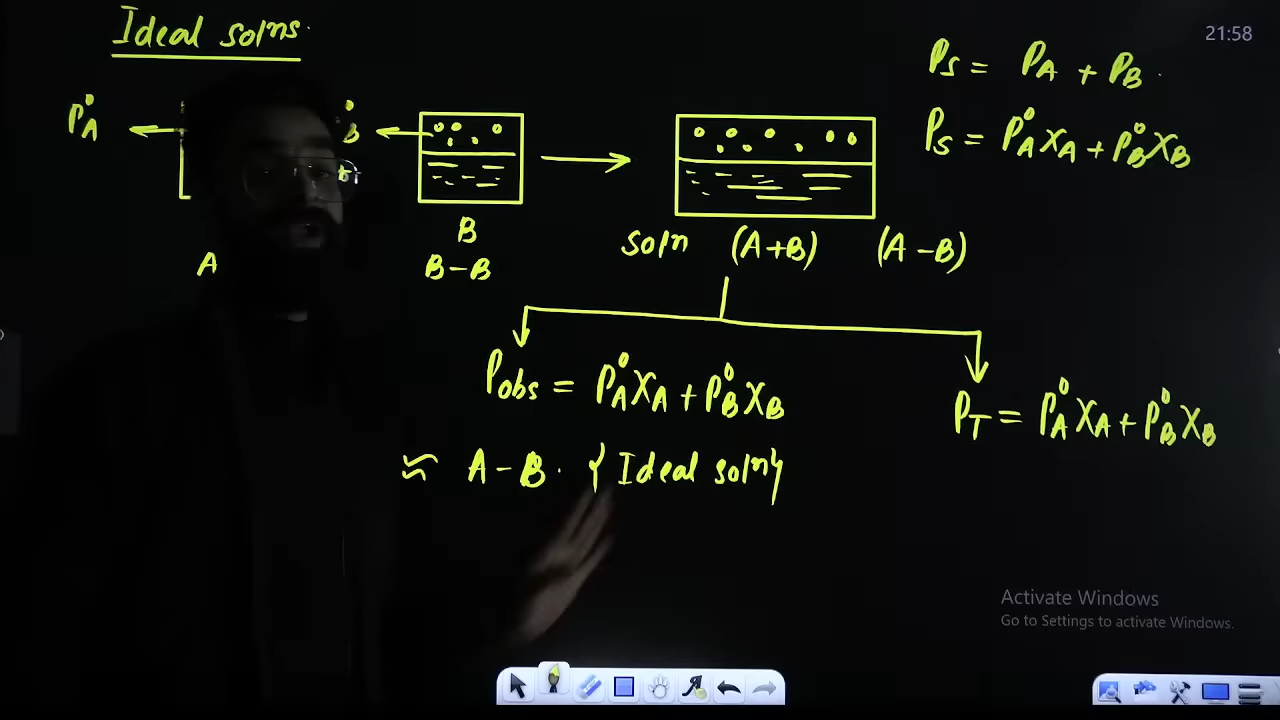 Ideal solns.
21:58
Ps = PA + PB.
Ps = P°A XA + P°B XB
P°A
°B
A
B
B-B
soln (A+B) (A-B)
Pobs = P°A XA + P°B XB
PT = P°A XA + P°B XB
≈ A-B. {Ideal soln}
Activate Windows
Go to Settings to activate Windows.